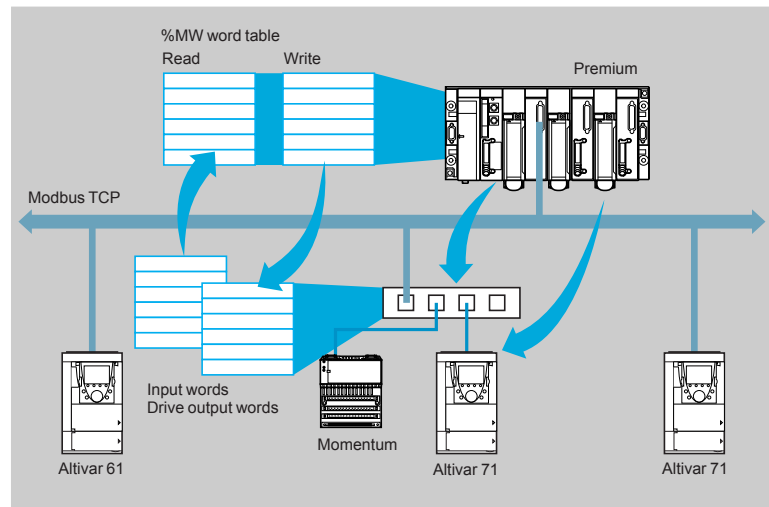 %MW word table
Read Write
Premium
Modbus TCP
Input words
Drive output words
Momentum
Altivar 61
Altivar 71
Altivar 71